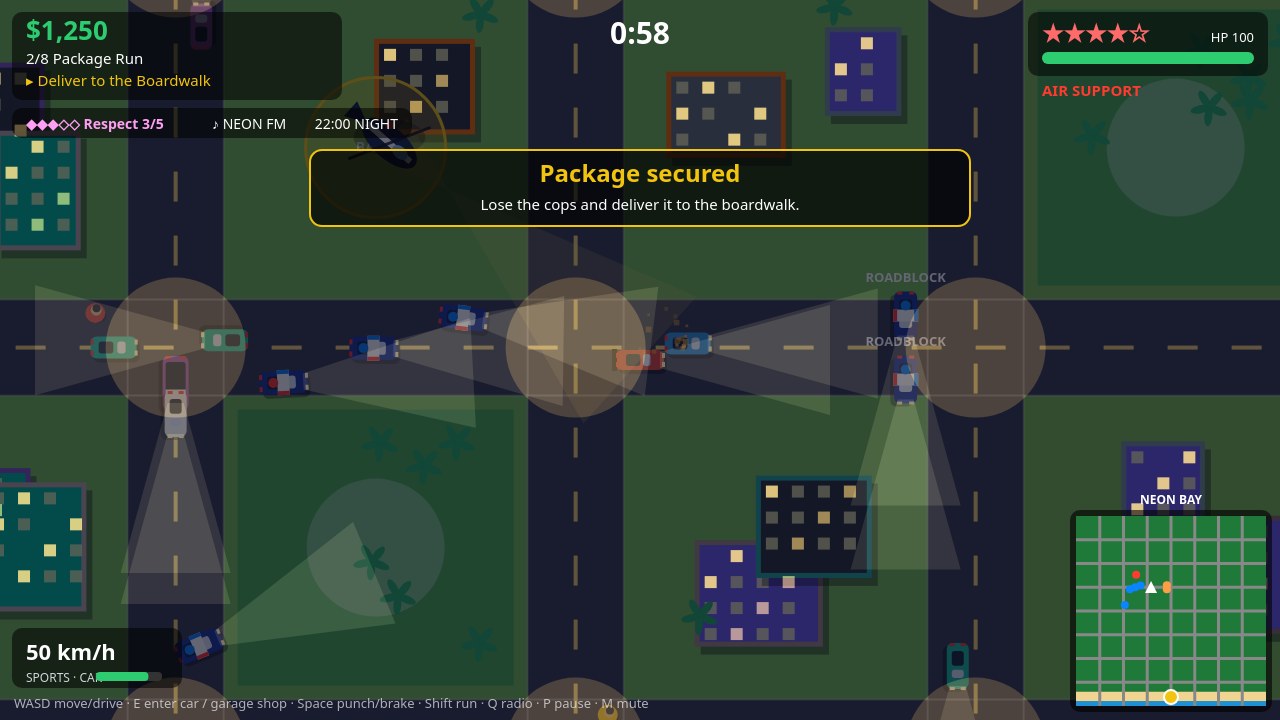 $1,250
2/8 Package Run
▸ Deliver to the Boardwalk
◆◆◆◇◇ Respect 3/5 ♪ NEON FM 22:00 NIGHT
0:58
★★★★☆ HP 100
AIR SUPPORT
Package secured
Lose the cops and deliver it to the boardwalk.
ROADBLOCK
ROADBLOCK
NEON BAY
50 km/h
SPORTS · CAR
WASD move/drive · E enter car / garage shop · Space punch/brake · Shift run · Q radio · P pause · M mute